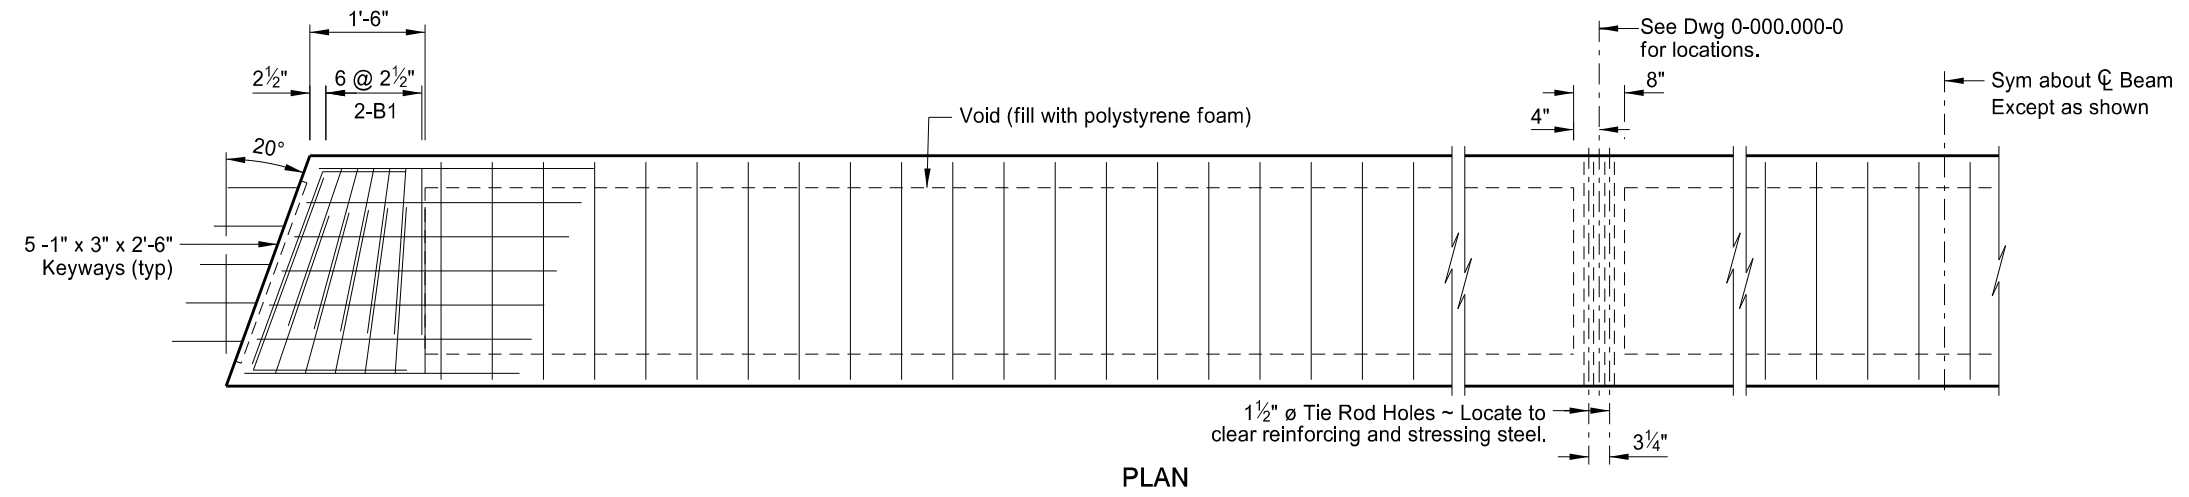 1'-6"
See Dwg 0-000.000-0
for locations.
2½"
6 @ 2½"
2-B1
8"
4"
Sym about ℄ Beam
Except as shown
Void (fill with polystyrene foam)
20°
5 -1" x 3" x 2'-6"
Keyways (typ)
1½" ø Tie Rod Holes ~ Locate to
clear reinforcing and stressing steel.
3¼"
PLAN